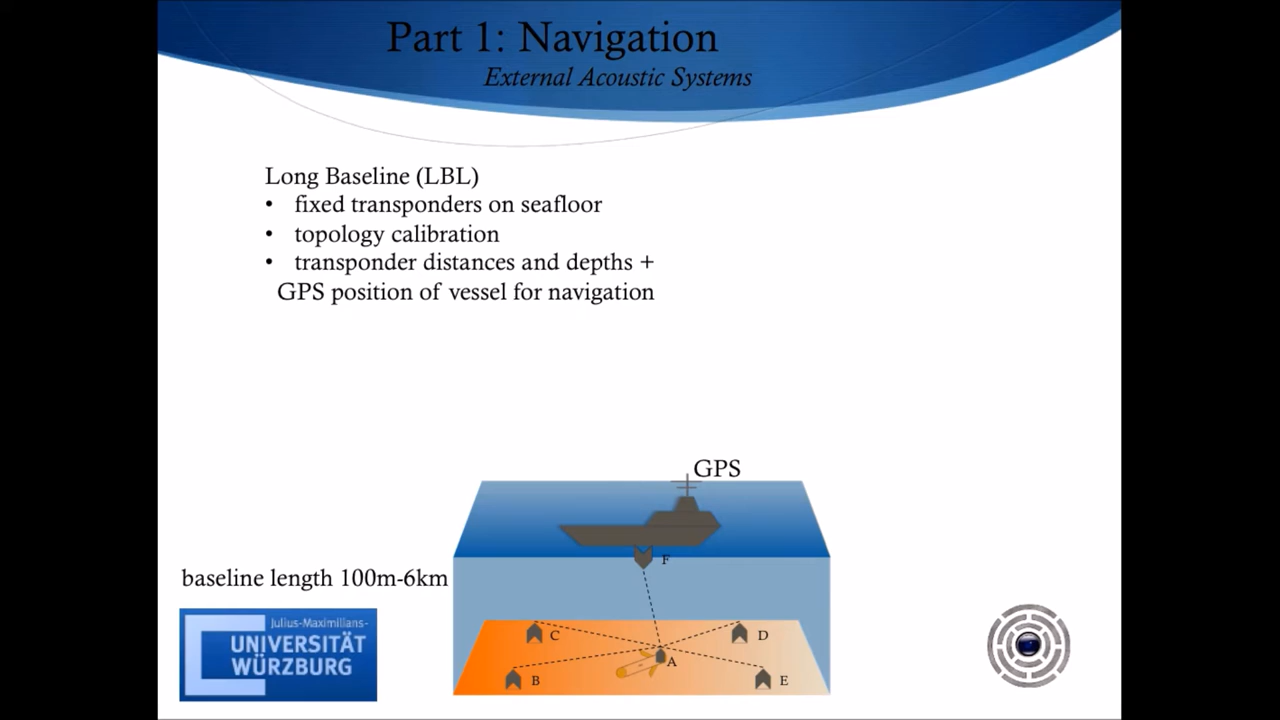 Part 1: Navigation
External Acoustic Systems
Long Baseline (LBL)
• fixed transponders on seafloor
• topology calibration
• transponder distances and depths +
GPS position of vessel for navigation
GPS
F
baseline length 100m-6km
C
D
A
B
E
Julius-Maximilians-
UNIVERSITÄT
WÜRZBURG